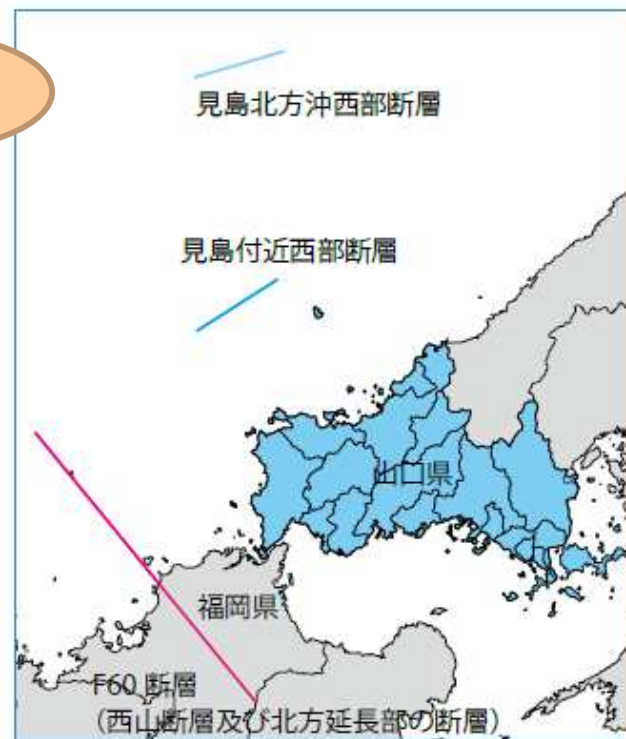 見島北方沖西部断層
見島付近西部断層
山口県
福岡県
F60 断層
（西山断層及び北方延長部の断層）